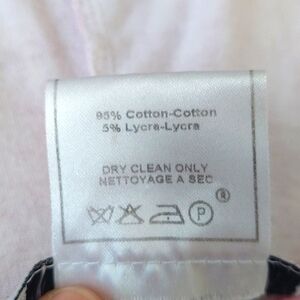 95% Cotton-Cotton
5% Lycra-Lycra
DRY CLEAN ONLY
NETTOYAGE A SEC
®
P